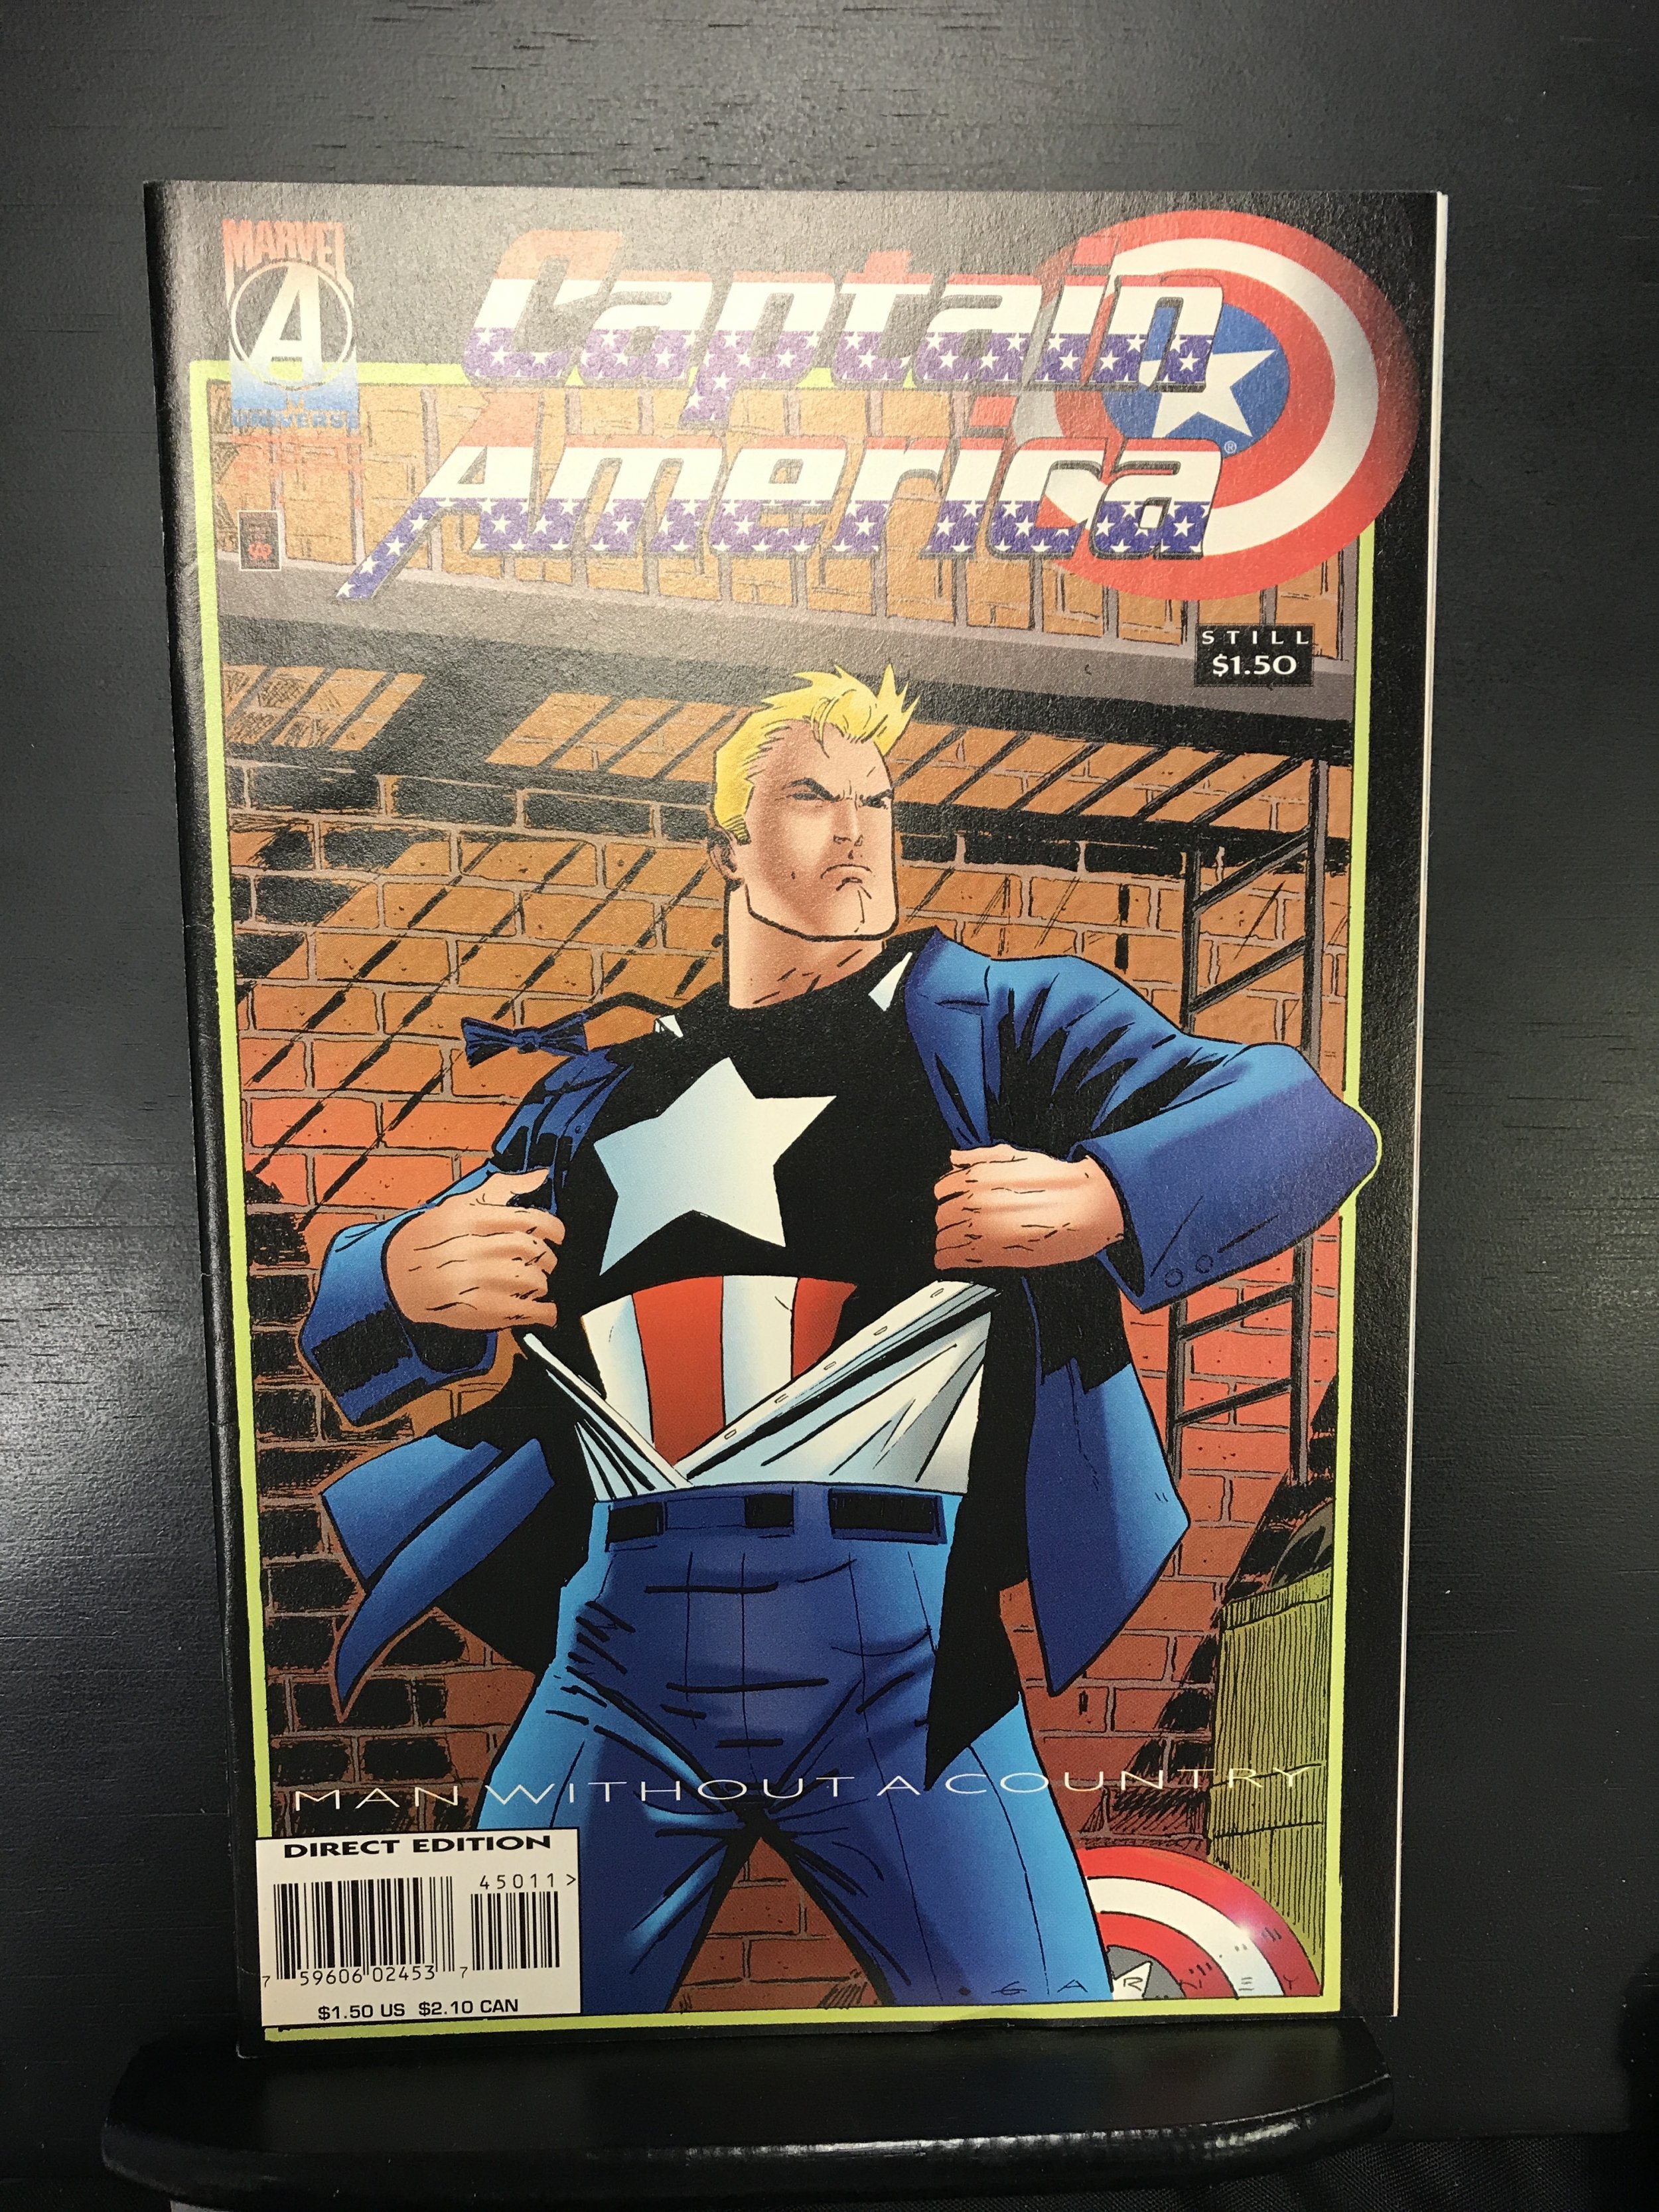 MARVEL
A
UNIVERSE
Captain
America®
STILL
$1.50
MAN WITHOUT A COUNTRY
DIRECT EDITION
45011 >
7 59606 02453 7
$1.50 US $2.10 CAN